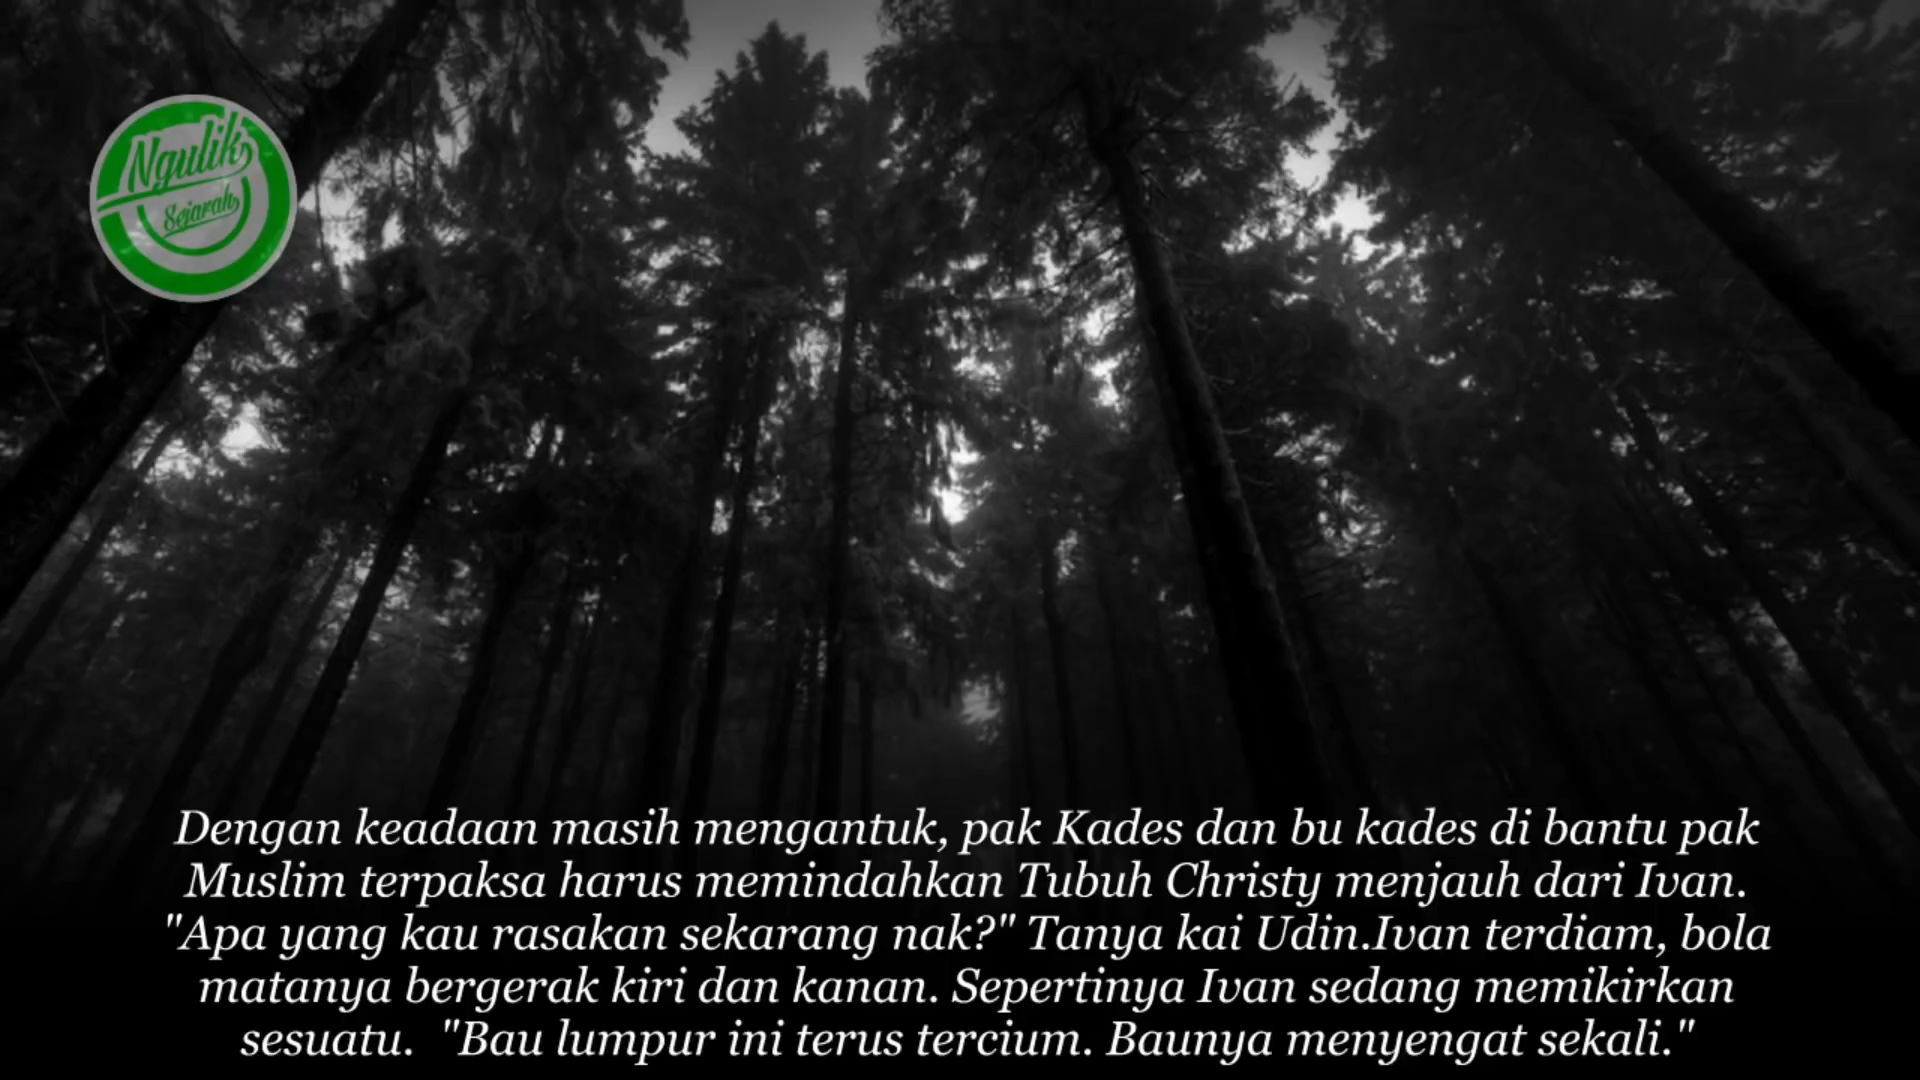 Ngulik
Sejarah
Dengan keadaan masih mengantuk, pak Kades dan bu kades di bantu pak
Muslim terpaksa harus memindahkan Tubuh Christy menjauh dari Ivan.
"Apa yang kau rasakan sekarang nak?" Tanya kai Udin.Ivan terdiam, bola
matanya bergerak kiri dan kanan. Sepertinya Ivan sedang memikirkan
sesuatu.  "Bau lumpur ini terus tercium. Baunya menyengat sekali."